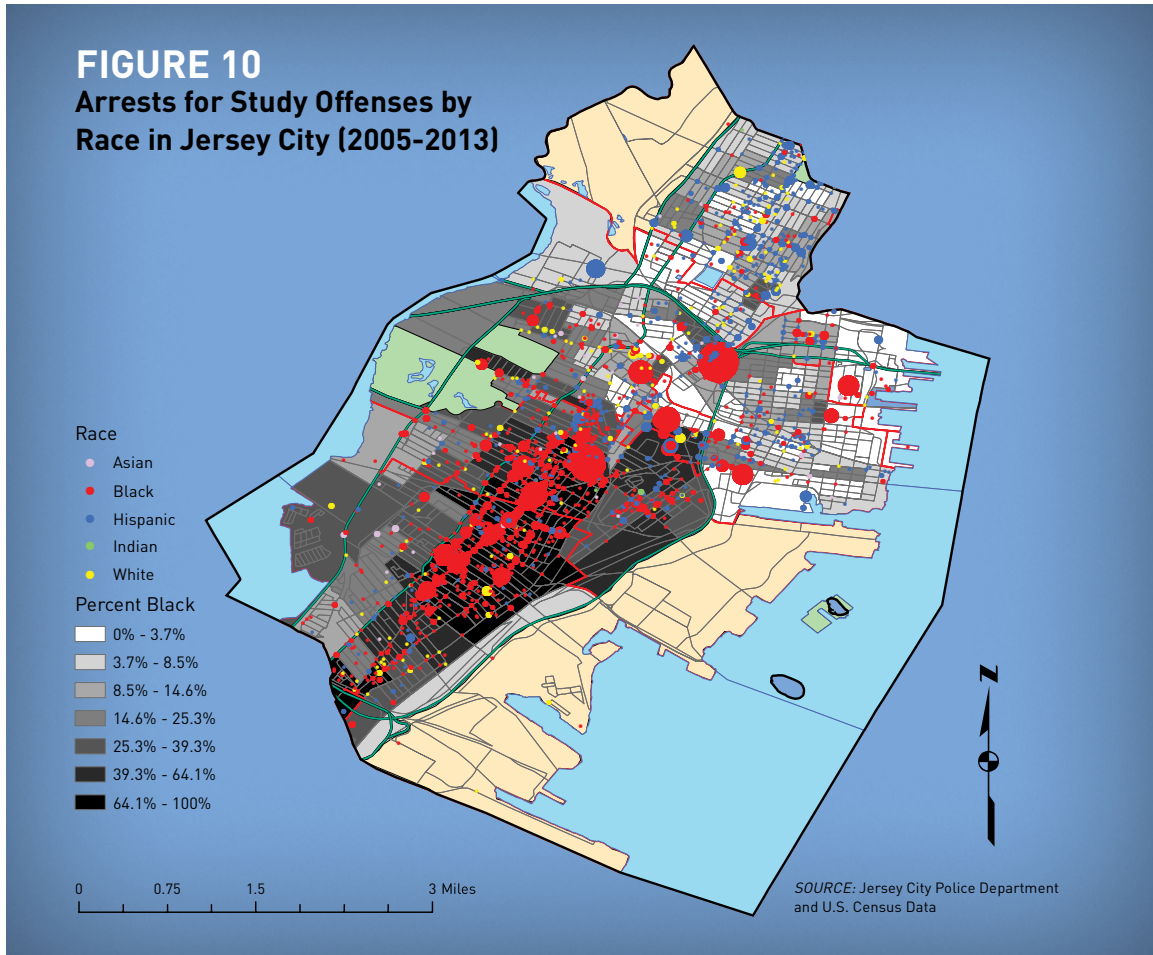 FIGURE 10
Arrests for Study Offenses by
Race in Jersey City (2005-2013)
Race
Asian
Black
Hispanic
Indian
White
Percent Black
0% - 3.7%
3.7% - 8.5%
8.5% - 14.6%
14.6% - 25.3%
25.3% - 39.3%
39.3% - 64.1%
64.1% - 100%
0 0.75 1.5 3 Miles
N
SOURCE: Jersey City Police Department
and U.S. Census Data